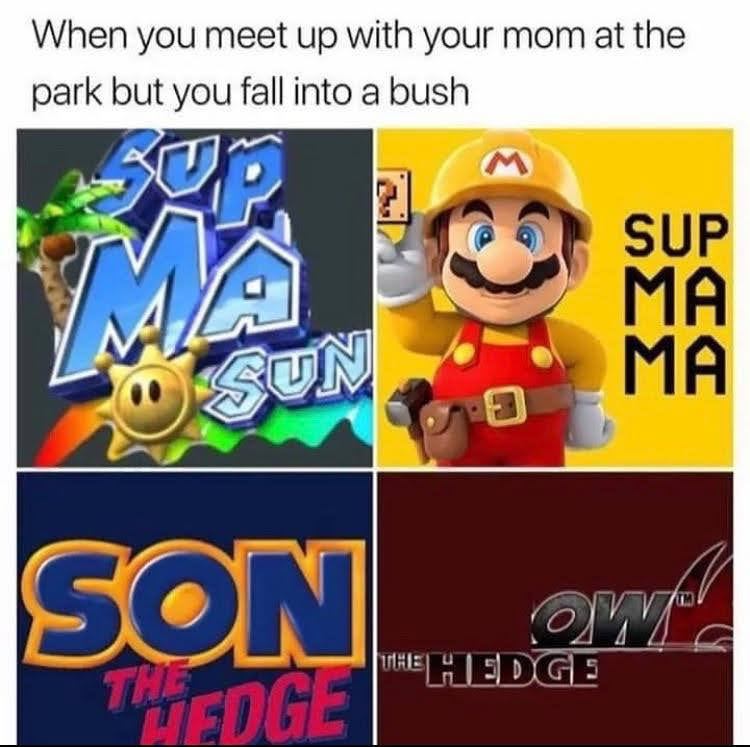 When you meet up with your mom at the
park but you fall into a bush
SUP
MA
SUN
M
?
SUP
MA
MA
SON
THE
HEDGE
OW TM
THE HEDGE